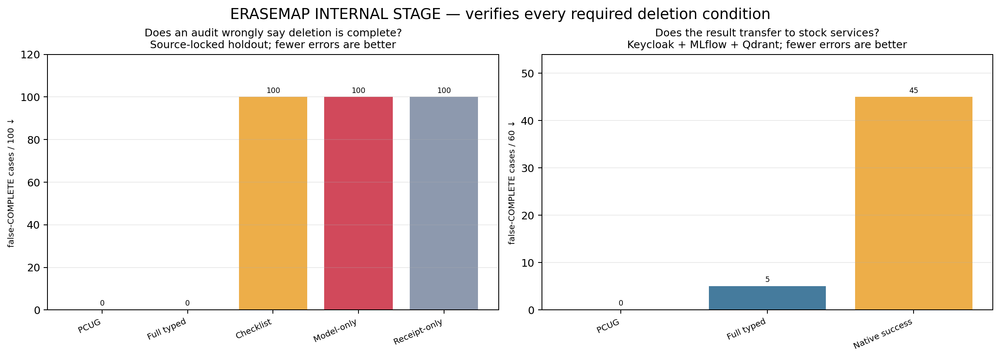 ERASEMAP INTERNAL STAGE — verifies every required deletion condition
Does an audit wrongly say deletion is complete?
Source-locked holdout; fewer errors are better
false-COMPLETE cases / 100 ↓
120
100
80
60
40
20
0
0
0
100
100
100
PCUG
Full typed
Checklist
Model-only
Receipt-only
Does the result transfer to stock services?
Keycloak + MLflow + Qdrant; fewer errors are better
false-COMPLETE cases / 60 ↓
50
40
30
20
10
0
0
5
45
PCUG
Full typed
Native success